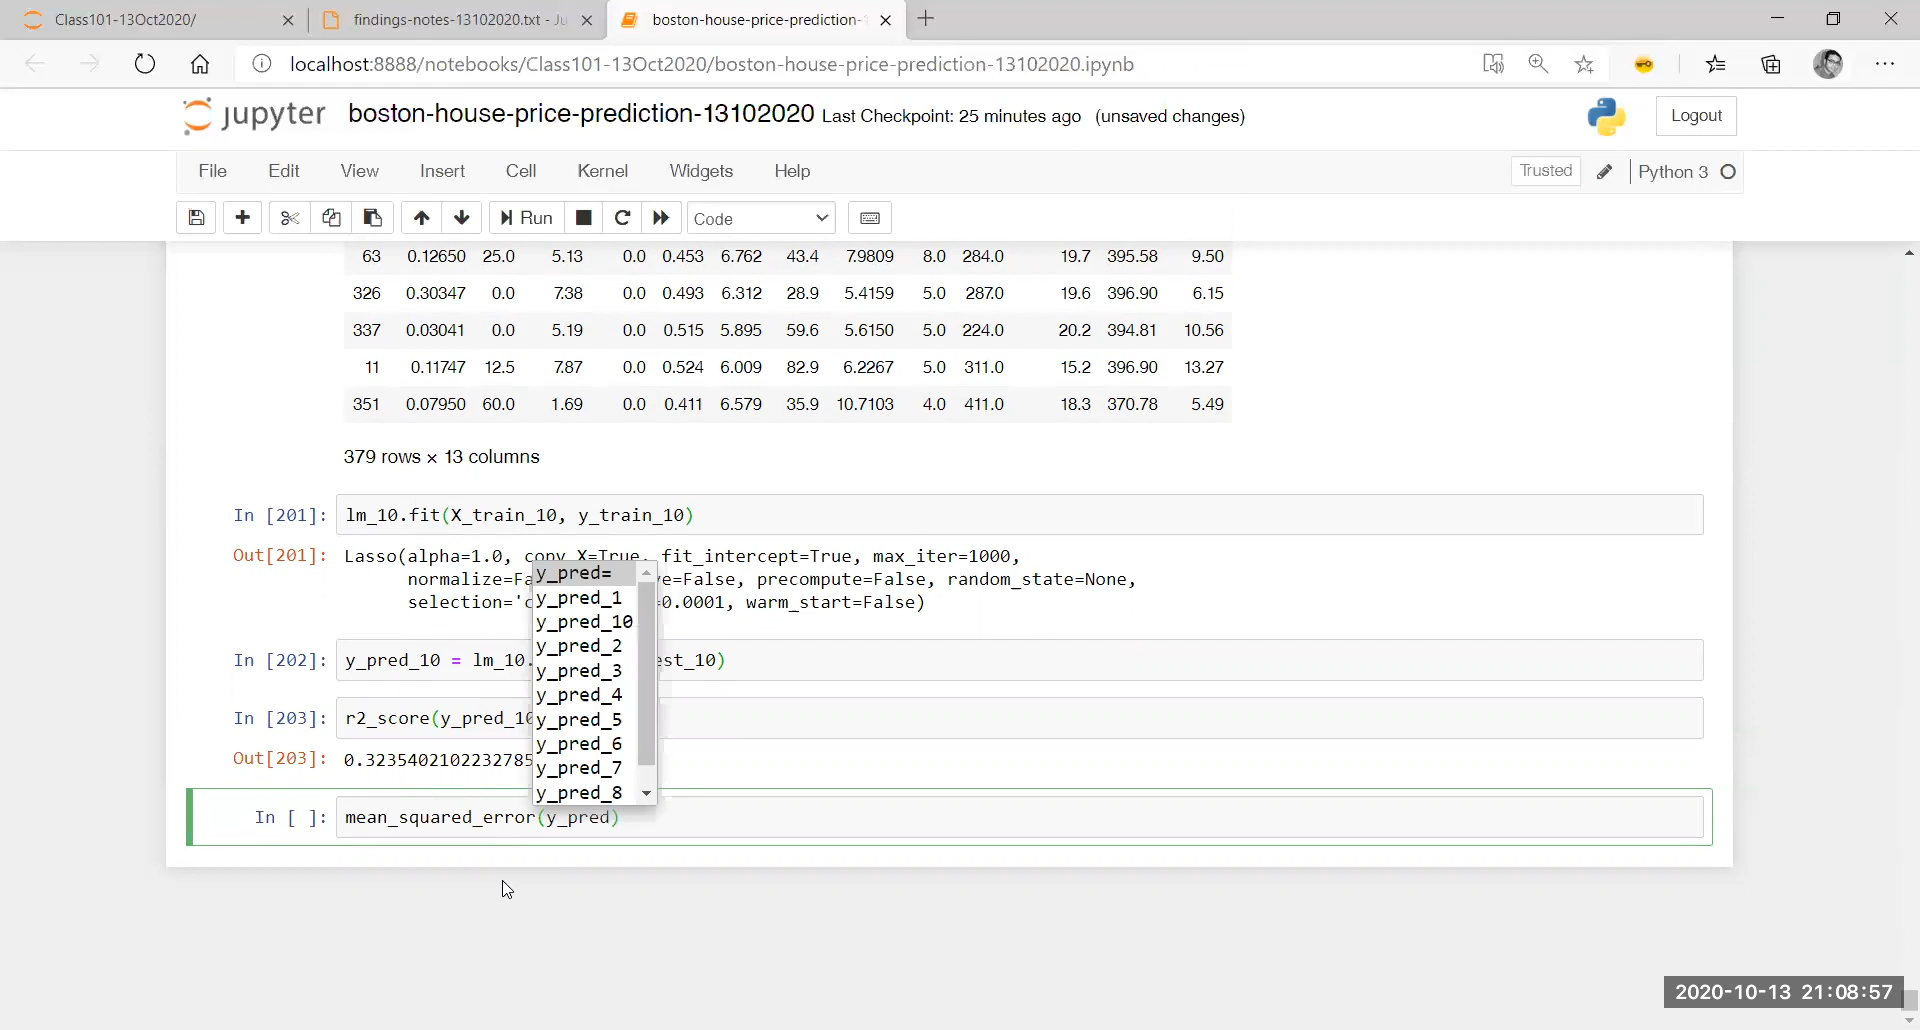 Class101-13Oct2020/
findings-notes-13102020.txt - Ju
boston-house-price-prediction-
localhost:8888/notebooks/Class101-13Oct2020/boston-house-price-prediction-13102020.ipynb
jupyter boston-house-price-prediction-13102020 Last Checkpoint: 25 minutes ago (unsaved changes)
Logout
File Edit View Insert Cell Kernel Widgets Help
Trusted Python 3
Run Code
63 0.12650 25.0 5.13 0.0 0.453 6.762 43.4 7.9809 8.0 284.0 19.7 395.58 9.50
326 0.30347 0.0 7.38 0.0 0.493 6.312 28.9 5.4159 5.0 287.0 19.6 396.90 6.15
337 0.03041 0.0 5.19 0.0 0.515 5.895 59.6 5.6150 5.0 224.0 20.2 394.81 10.56
11 0.11747 12.5 7.87 0.0 0.524 6.009 82.9 6.2267 5.0 311.0 15.2 396.90 13.27
351 0.07950 60.0 1.69 0.0 0.411 6.579 35.9 10.7103 4.0 411.0 18.3 370.78 5.49
379 rows × 13 columns
In [201]: lm_10.fit(X_train_10, y_train_10)
Out[201]: Lasso(alpha=1.0, copy_X=True, fit_intercept=True, max_iter=1000,
normalize=Fa e=False, precompute=False, random_state=None,
selection='c 0.0001, warm_start=False)
In [202]: y_pred_10 = lm_10. est_10)
In [203]: r2_score(y_pred_10
Out[203]: 0.3235402102232785
In [ ]: mean_squared_error(y_pred)
y_pred=
y_pred_1
y_pred_10
y_pred_2
y_pred_3
y_pred_4
y_pred_5
y_pred_6
y_pred_7
y_pred_8
2020-10-13 21:08:57